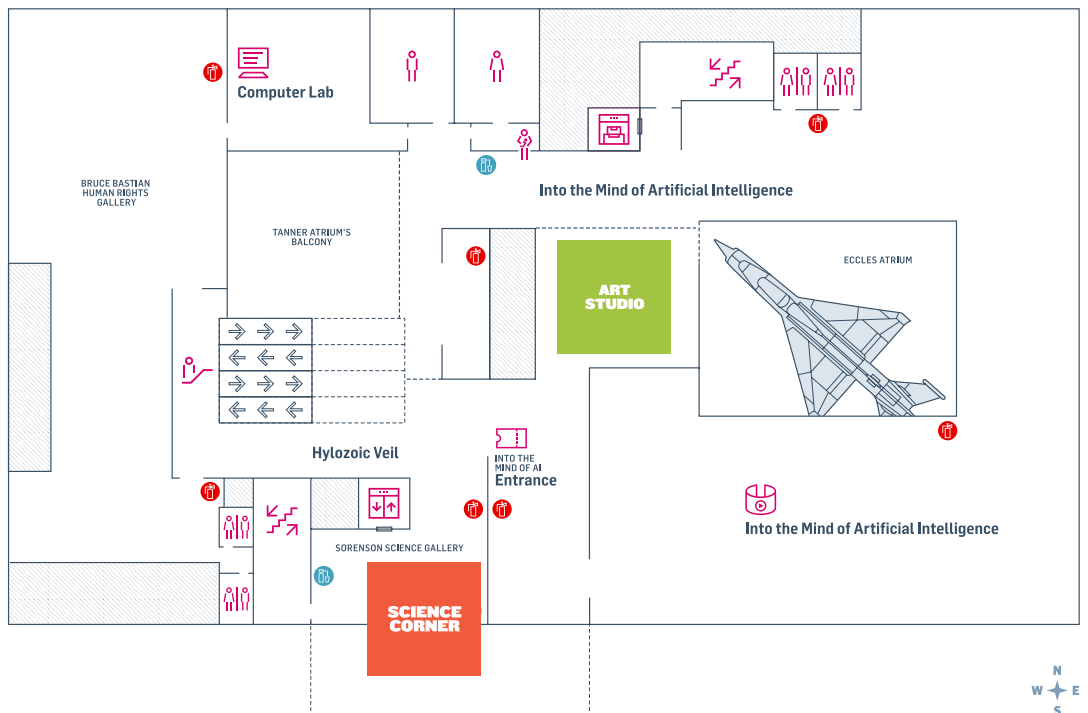 Computer Lab
BRUCE BASTIAN
HUMAN RIGHTS
GALLERY
Into the Mind of Artificial Intelligence
TANNER ATRIUM'S
BALCONY
ECCLES ATRIUM
ART
STUDIO
Hylozoic Veil
INTO THE
MIND OF AI
Entrance
Into the Mind of Artificial Intelligence
SORENSON SCIENCE GALLERY
SCIENCE
CORNER
N
W E
S